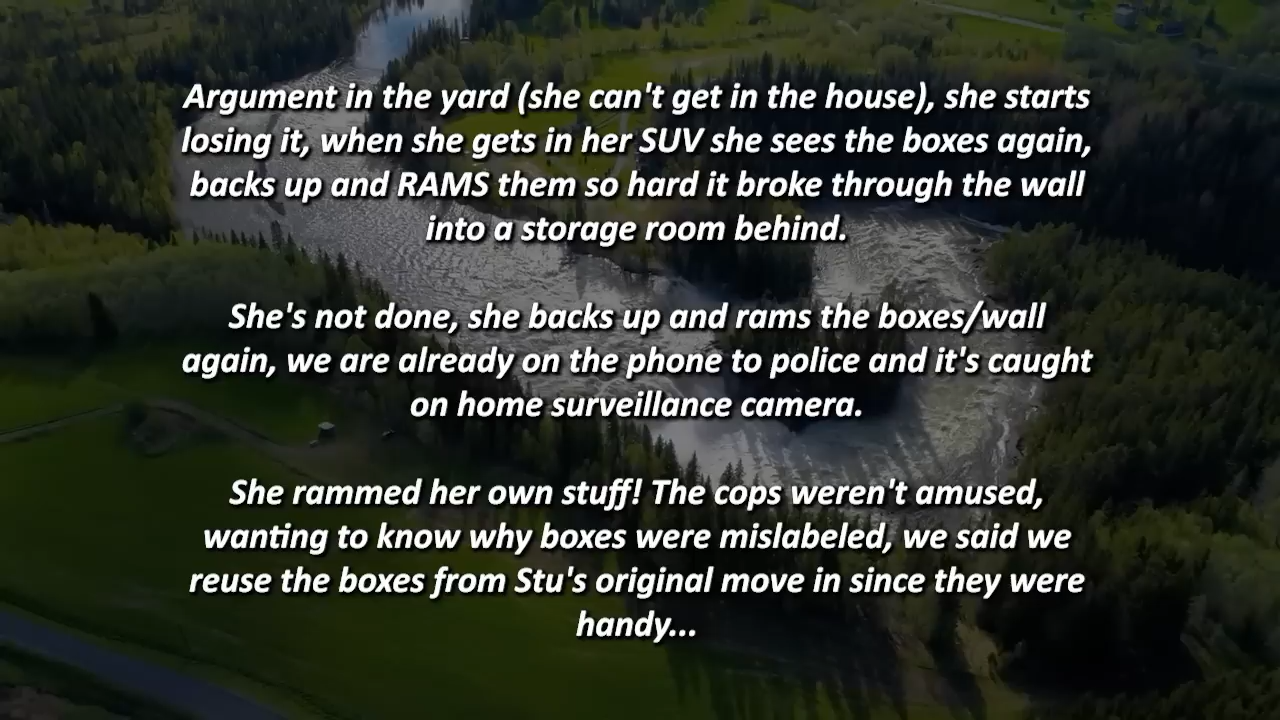 Argument in the yard (she can't get in the house), she starts
losing it, when she gets in her SUV she sees the boxes again,
backs up and RAMS them so hard it broke through the wall
into a storage room behind.
She's not done, she backs up and rams the boxes/wall
again, we are already on the phone to police and it's caught
on home surveillance camera.
She rammed her own stuff! The cops weren't amused,
wanting to know why boxes were mislabeled, we said we
reuse the boxes from Stu's original move in since they were
handy...